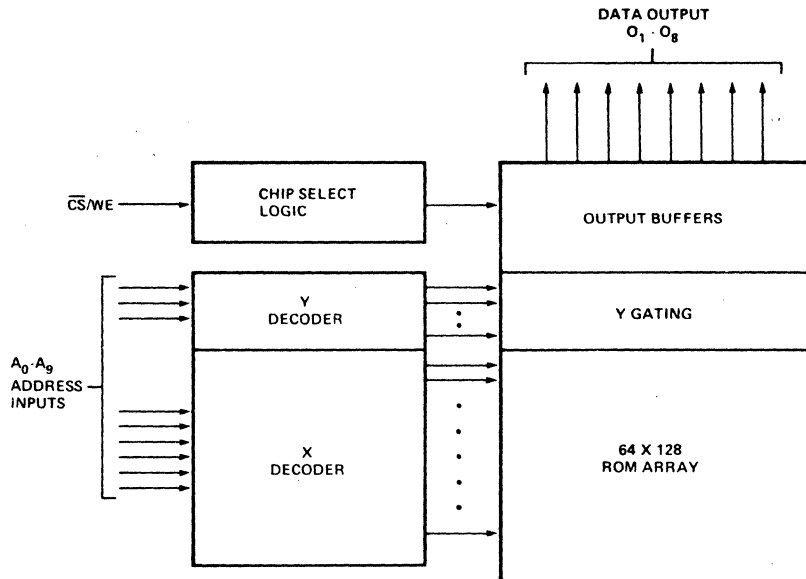 DATA OUTPUT
O₁ - O₈
C̅S̅/WE
CHIP SELECT
LOGIC
OUTPUT BUFFERS
Y
DECODER
Y GATING
A₀-A₉
ADDRESS
INPUTS
X
DECODER
64 X 128
ROM ARRAY